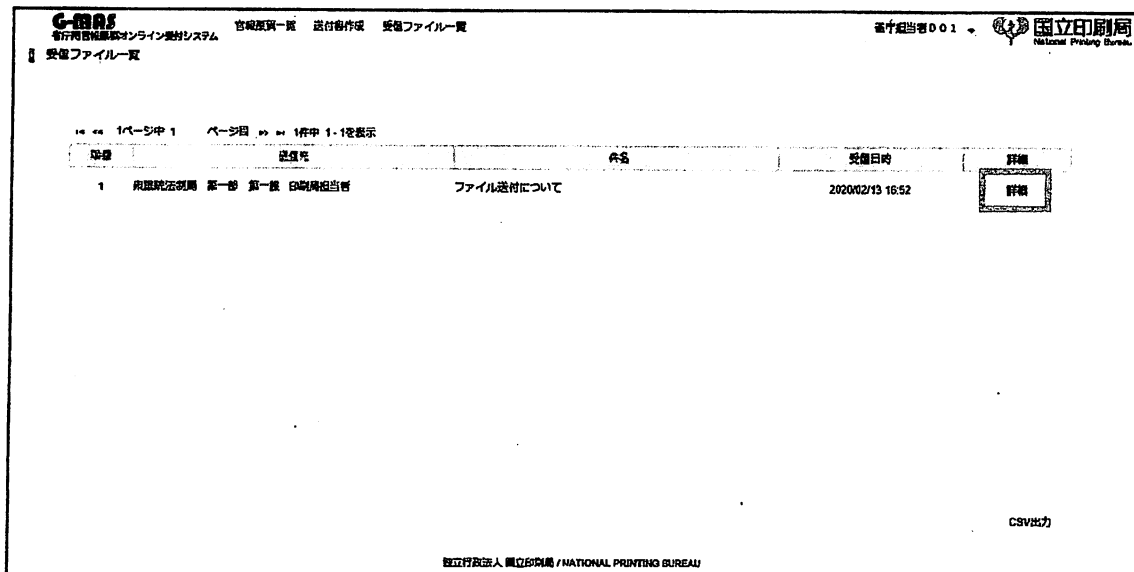 G-MAS 官報原稿一覧 送付書作成 受信ファイル一覧 省庁担当者D01 国立印刷局
省庁用官報原稿オンライン受付システム National Printing Bureau
受信ファイル一覧
1ページ中 1 ページ目 1件中 1 - 1を表示
件名 受信日時 詳細
1 内閣法制局 第一部 第一課 印刷局担当者 ファイル送付について 2020/02/13 16:52 詳細
CSV出力
独立行政法人 国立印刷局 / NATIONAL PRINTING BUREAU